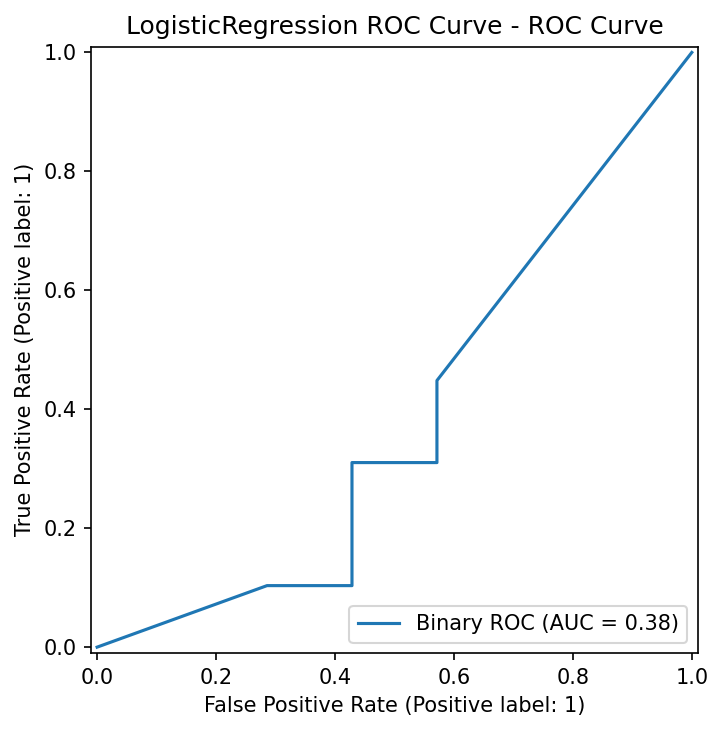 LogisticRegression ROC Curve - ROC Curve
1.0
0.8
0.6
0.4
0.2
0.0
True Positive Rate (Positive label: 1)
Binary ROC (AUC = 0.38)
0.0 0.2 0.4 0.6 0.8 1.0
False Positive Rate (Positive label: 1)